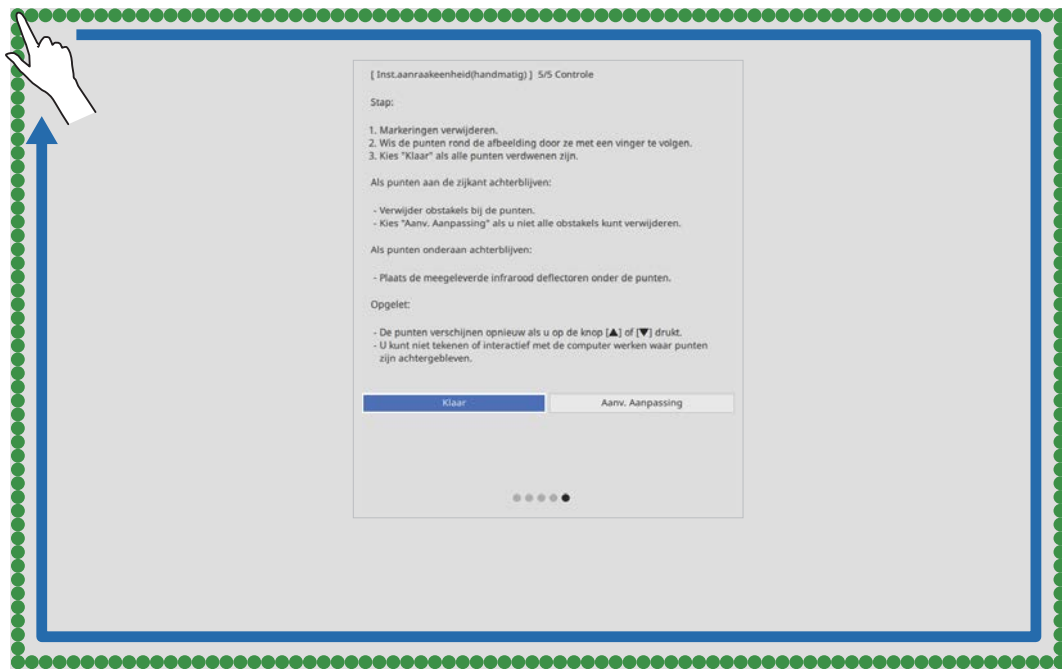 [ Inst.aanraakeenheid(handmatig) ] 5/5 Controle
Stap:
1. Markeringen verwijderen.
2. Wis de punten rond de afbeelding door ze met een vinger te volgen.
3. Kies "Klaar" als alle punten verdwenen zijn.
Als punten aan de zijkant achterblijven:
- Verwijder obstakels bij de punten.
- Kies "Aanv. Aanpassing" als u niet alle obstakels kunt verwijderen.
Als punten onderaan achterblijven:
- Plaats de meegeleverde infrarood deflectoren onder de punten.
Opgelet:
- De punten verschijnen opnieuw als u op de knop [▲] of [▼] drukt.
- U kunt niet tekenen of interactief met de computer werken waar punten
zijn achtergebleven.
Klaar
Aanv. Aanpassing